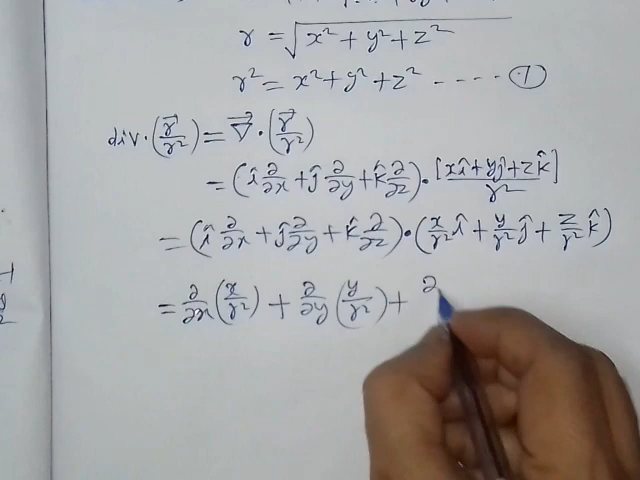 r = √x² + y² + z²
r² = x² + y² + z² ---- ①
div·(r⃗/r²) = ∇⃗·(r⃗/r²)
= (î ∂/∂x + ĵ ∂/∂y + k̂ ∂/∂z)·[xî + yĵ + zk̂]/r²
= (î ∂/∂x + ĵ ∂/∂y + k̂ ∂/∂z)·(x/r² î + y/r² ĵ + z/r² k̂)
= ∂/∂x (x/r²) + ∂/∂y (y/r²) + ∂